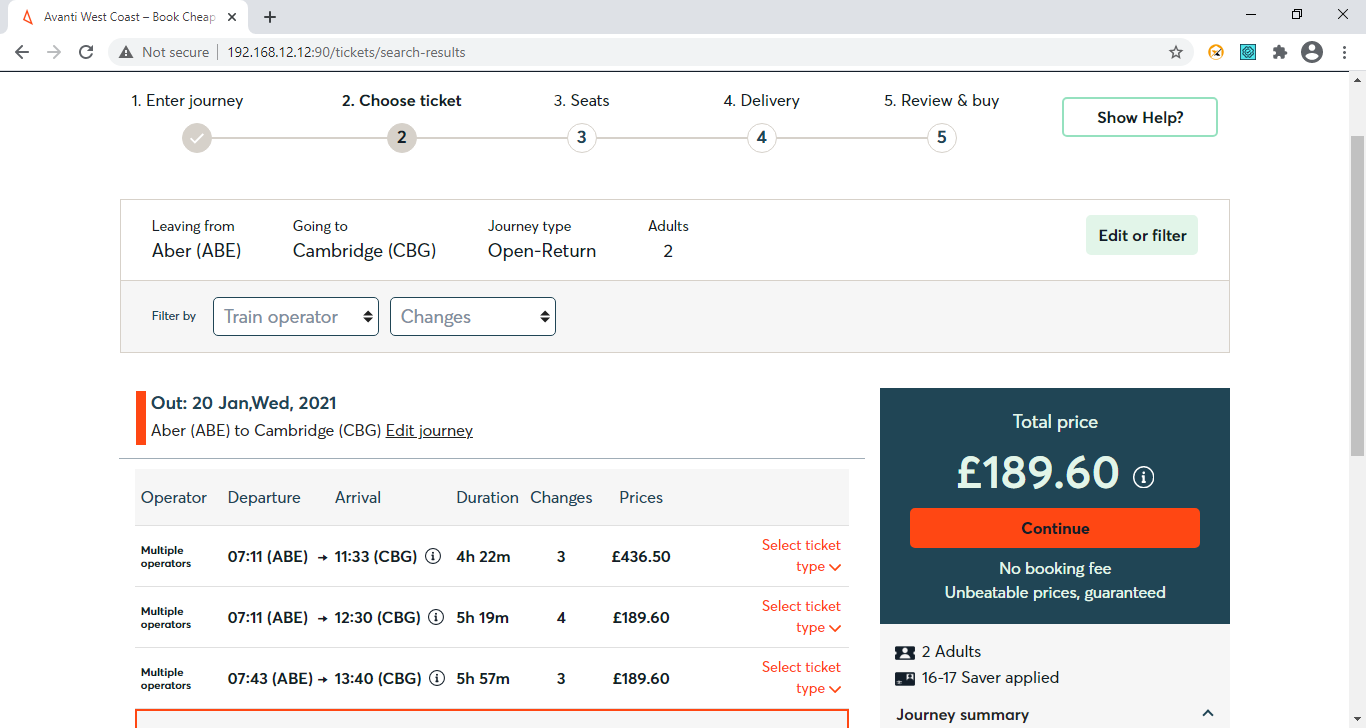 Avanti West Coast – Book Cheap
Not secure
192.168.12.12:90/tickets/search-results
1. Enter journey
2. Choose ticket
3. Seats
4. Delivery
5. Review & buy
Show Help?
2
3
4
5
Leaving from
Going to
Journey type
Adults
Aber (ABE)
Cambridge (CBG)
Open-Return
2
Edit or filter
Filter by
Train operator
Changes
Out: 20 Jan,Wed, 2021
Aber (ABE) to Cambridge (CBG) Edit journey
Operator Departure Arrival Duration Changes Prices
Multiple
operators
07:11 (ABE) → 11:33 (CBG) 4h 22m 3 £436.50
Select ticket
type
Multiple
operators
07:11 (ABE) → 12:30 (CBG) 5h 19m 4 £189.60
Select ticket
type
Multiple
operators
07:43 (ABE) → 13:40 (CBG) 5h 57m 3 £189.60
Select ticket
type
Total price
£189.60
Continue
No booking fee
Unbeatable prices, guaranteed
2 Adults
16-17 Saver applied
Journey summary